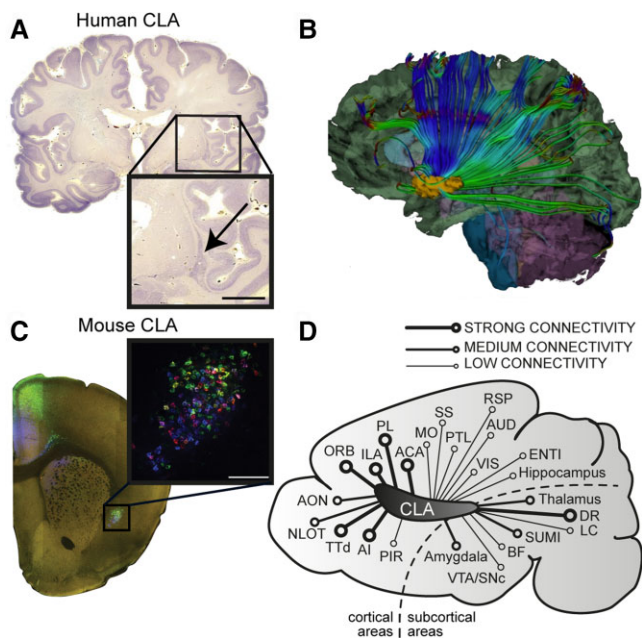 A
Human CLA
B
C
Mouse CLA
D
STRONG CONNECTIVITY
MEDIUM CONNECTIVITY
LOW CONNECTIVITY
RSP
SS
AUD
PL
MO
PTL
ORB
ILA
ACA
VIS
ENTl
Hippocampus
AON
CLA
Thalamus
DR
NLOT
LC
TTd
AI
PIR
Amygdala
BF
SUMl
VTA/SNc
cortical
areas
subcortical
areas